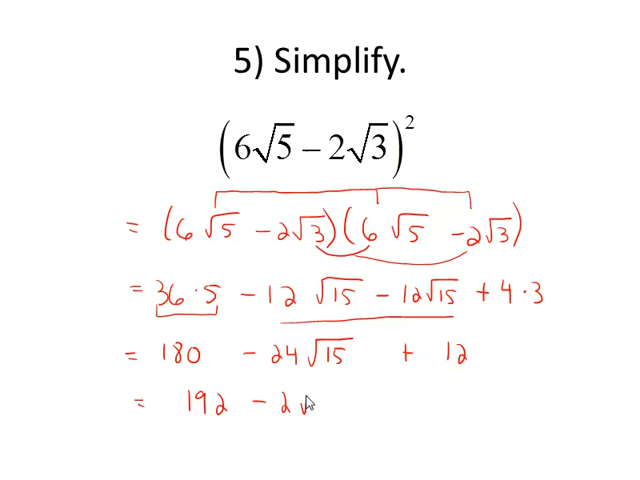 5) Simplify.
(6√5 − 2√3)²
= (6√5 − 2√3)(6√5 − 2√3)
= 36·5 − 12√15 − 12√15 + 4·3
= 180 − 24√15 + 12
= 192 − 2